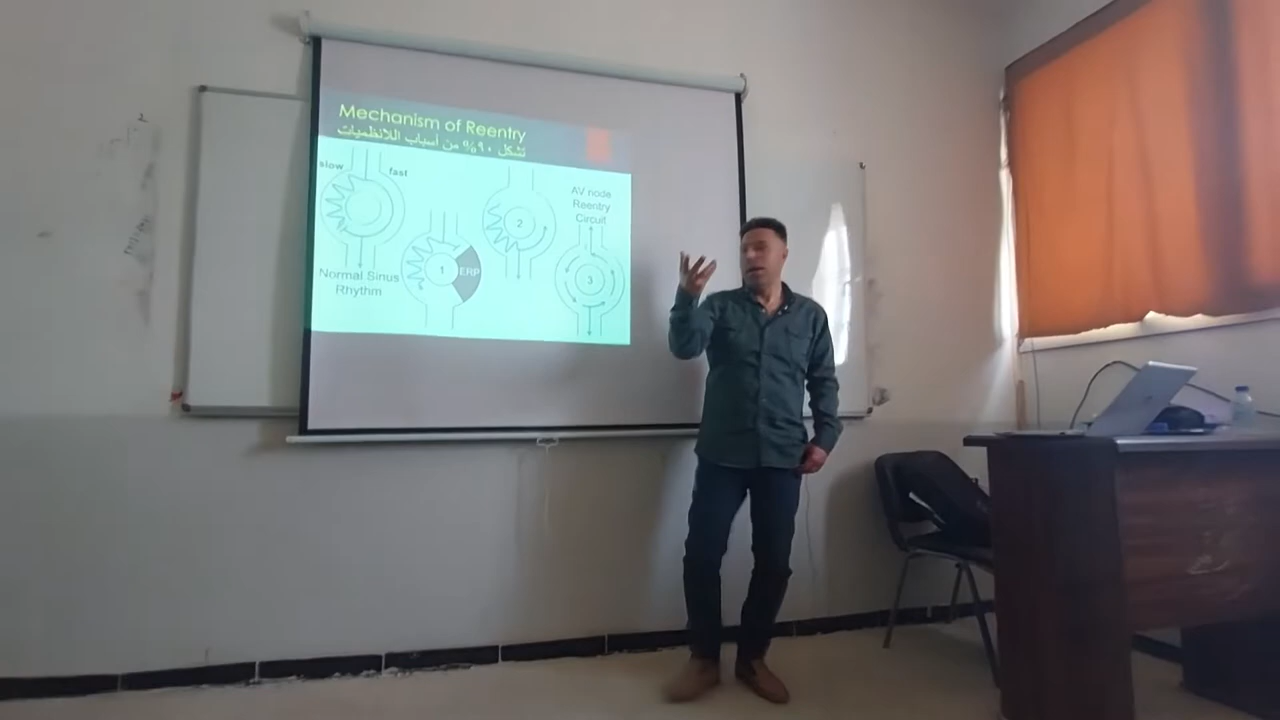 Mechanism of Reentry
تشكل ٩٠% من أسباب اللانظميات
slow
fast
Normal Sinus
Rhythm
1
ERP
2
AV node
Reentry
Circuit
3